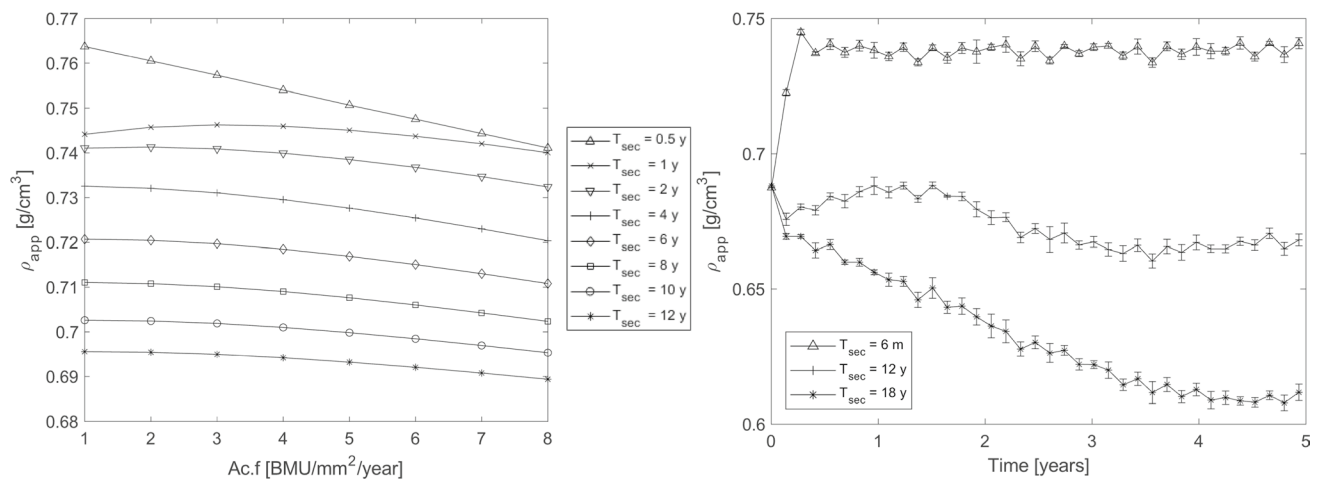 0.77
0.76
0.75
0.74
0.73
0.72
0.71
0.7
0.69
0.68
ρapp [g/cm3]
1 2 3 4 5 6 7 8
Ac.f [BMU/mm2/year]
Tsec = 0.5 y
Tsec = 1 y
Tsec = 2 y
Tsec = 4 y
Tsec = 6 y
Tsec = 8 y
Tsec = 10 y
Tsec = 12 y
0.75
0.7
0.65
0.6
ρapp [g/cm3]
Tsec = 6 m
Tsec = 12 y
Tsec = 18 y
0 1 2 3 4 5
Time [years]